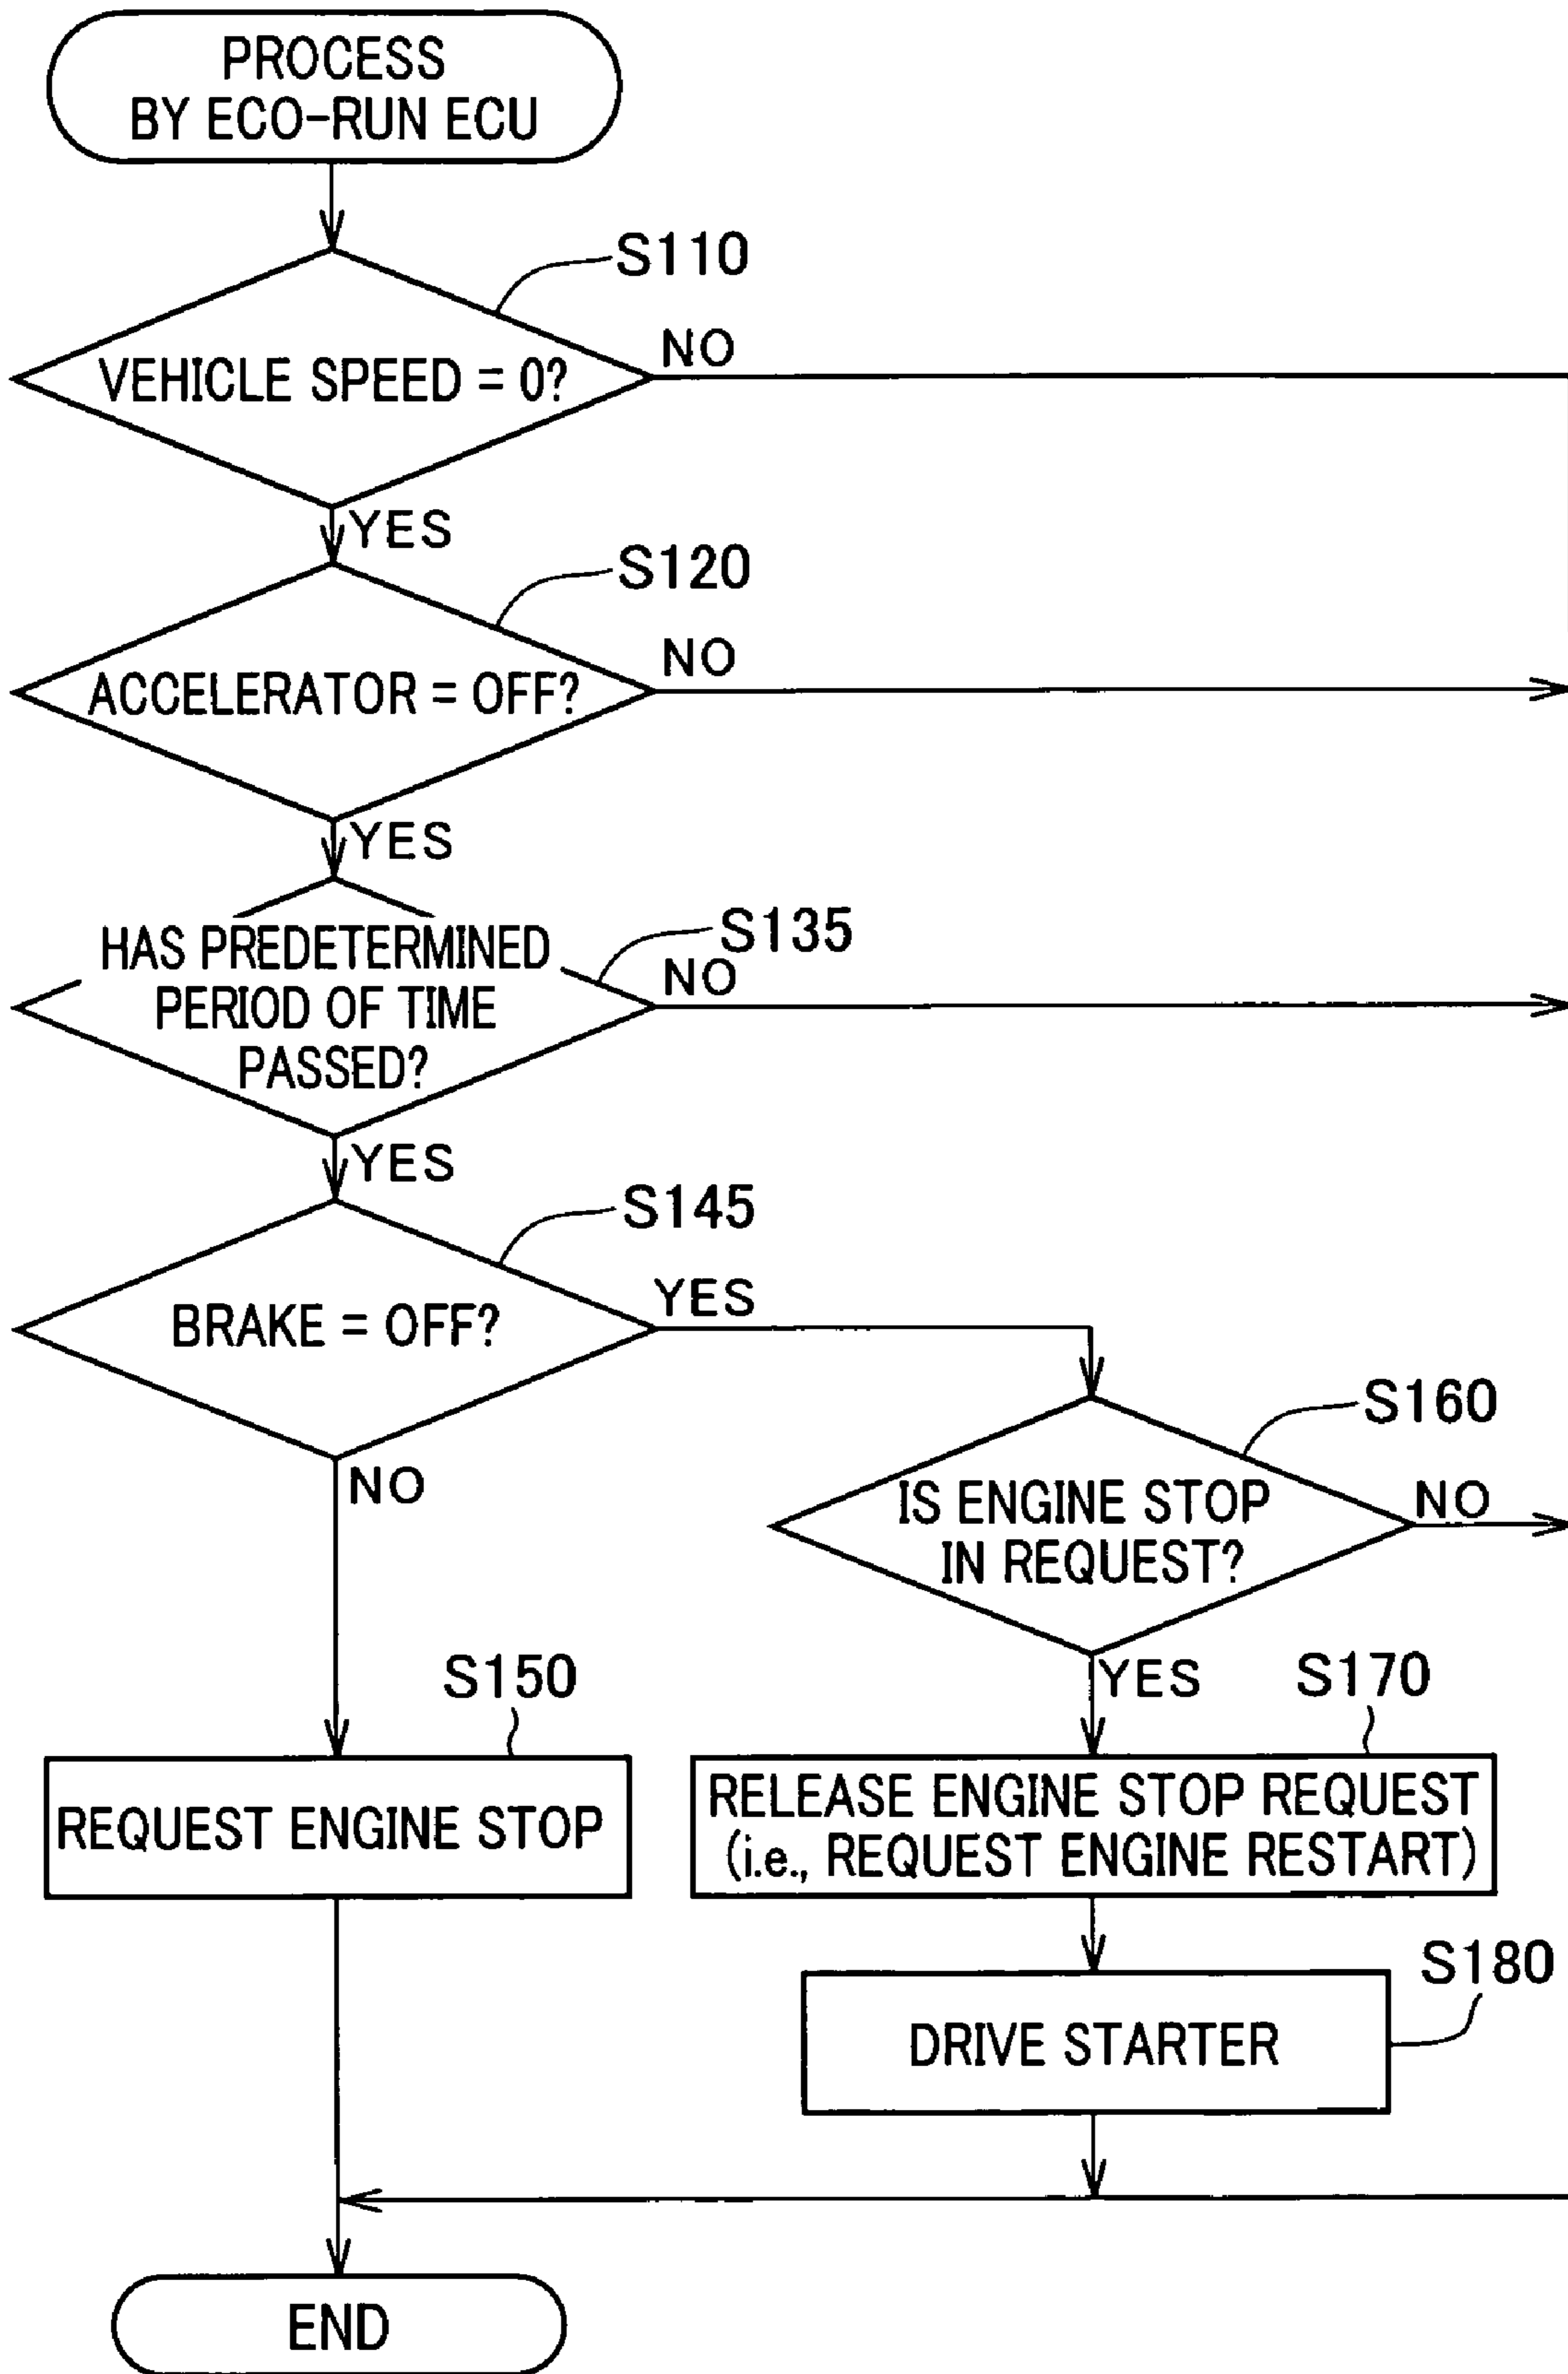 PROCESS
BY ECO-RUN ECU
S110
VEHICLE SPEED = 0?
NO
YES
S120
ACCELERATOR = OFF?
NO
YES
S135
HAS PREDETERMINED
PERIOD OF TIME
PASSED?
NO
YES
S145
BRAKE = OFF?
YES
NO
S160
IS ENGINE STOP
IN REQUEST?
NO
YES
S150
REQUEST ENGINE STOP
S170
RELEASE ENGINE STOP REQUEST
(i.e., REQUEST ENGINE RESTART)
S180
DRIVE STARTER
END